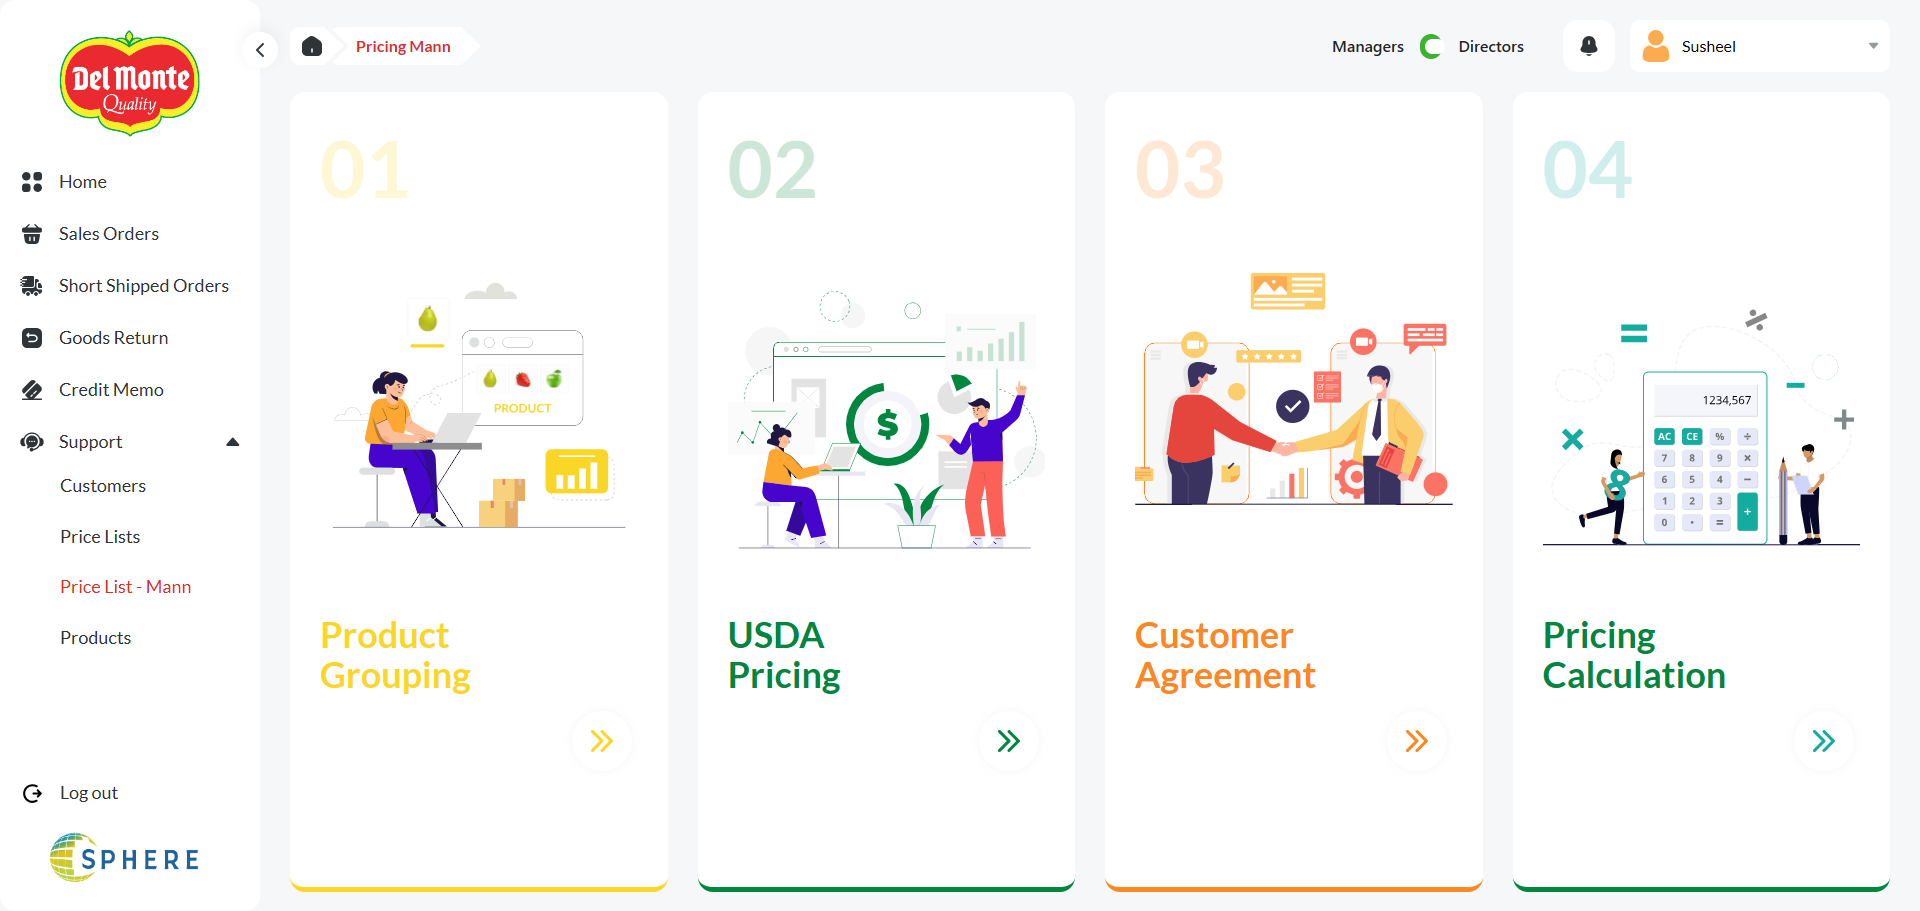 Del Monte
Quality
Home
Sales Orders
Short Shipped Orders
Goods Return
Credit Memo
Support
Customers
Price Lists
Price List - Mann
Products
Log out
SPHERE
Pricing Mann
Managers
Directors
Susheel
01
PRODUCT
Product
Grouping
02
$
USDA
Pricing
03
Customer
Agreement
04
= ÷
-
+
×
1234,567
AC CE % ÷
7 8 9 ×
6 5 4 −
1 2 3 +
0 · =
8
Pricing
Calculation